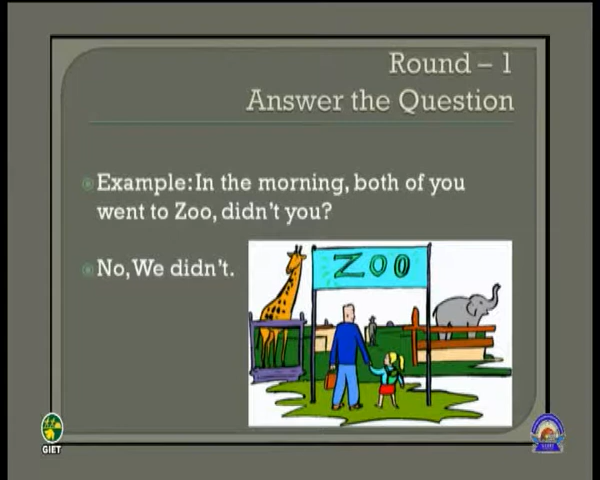 Round – 1
Answer the Question
Example: In the morning, both of you
went to Zoo, didn't you?
No, We didn't.
ZOO
GIET